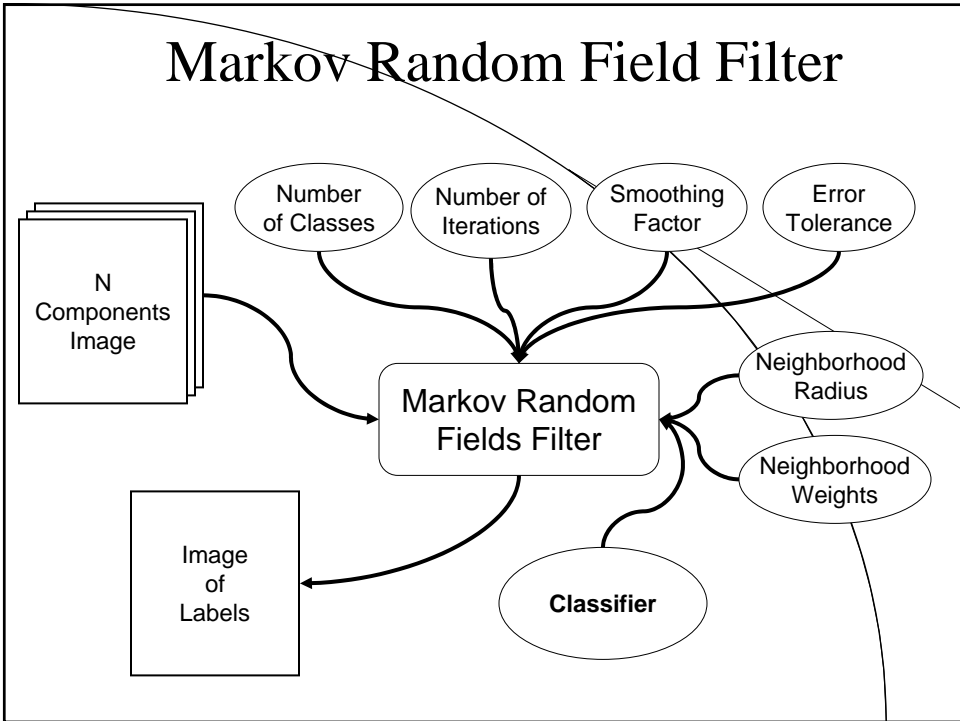 Markov Random Field Filter
Number
of Classes
Number of
Iterations
Smoothing
Factor
Error
Tolerance
N
Components
Image
Markov Random
Fields Filter
Neighborhood
Radius
Neighborhood
Weights
Image
of
Labels
Classifier